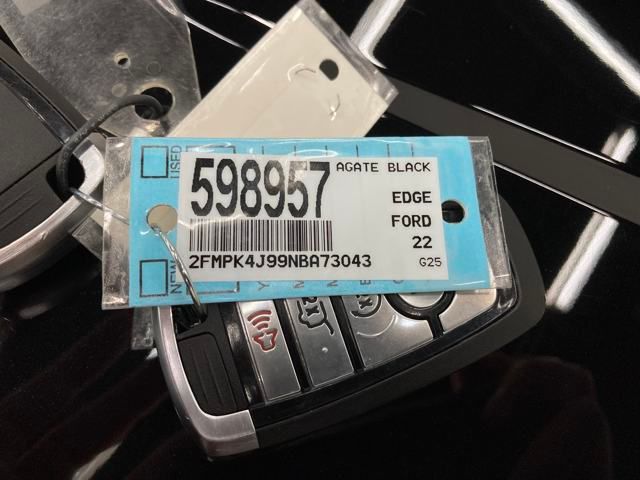 USED
NEW
598957
AGATE BLACK
EDGE
FORD
22
2FMPK4J99NBA73043
G25